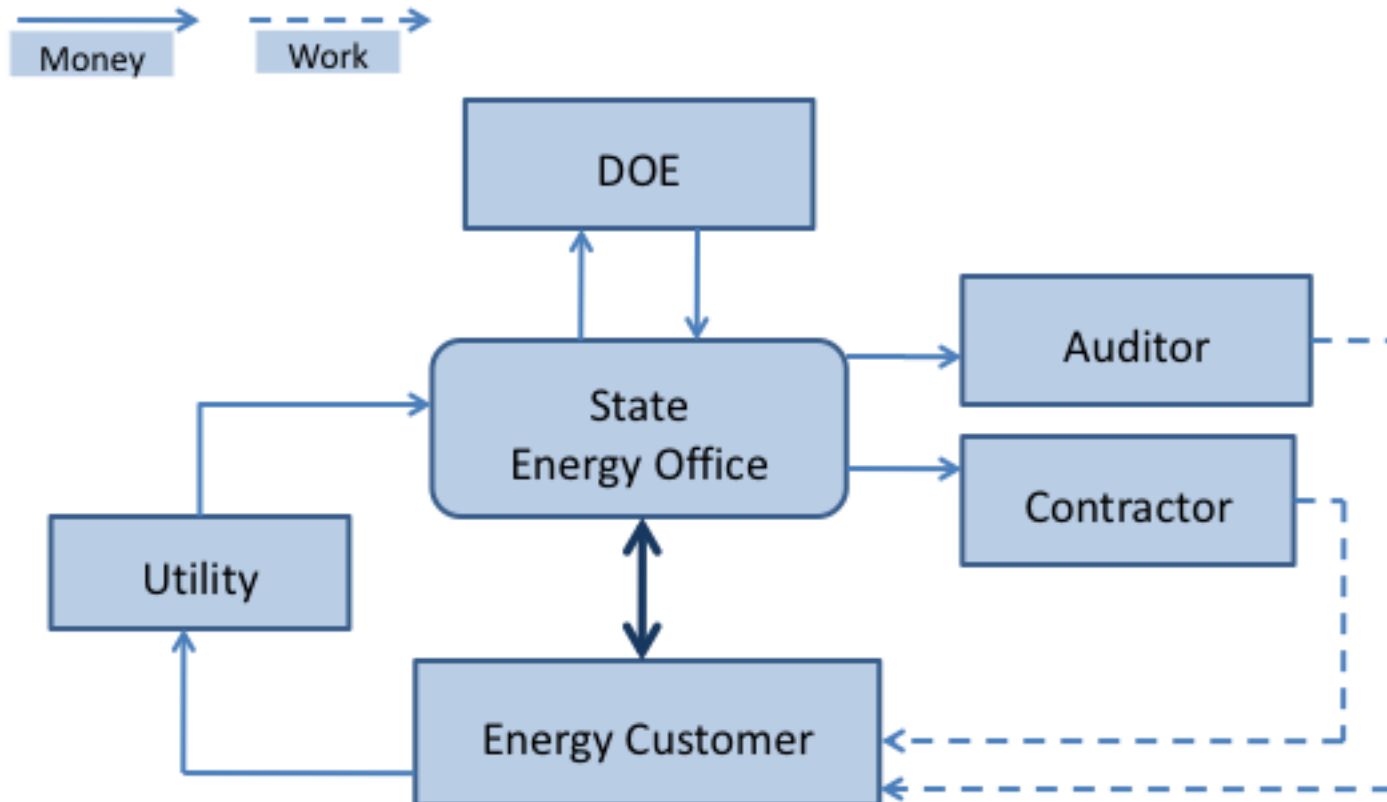 Money
Work
DOE
Auditor
State
Energy Office
Contractor
Utility
Energy Customer